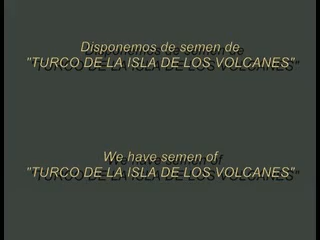 Disponemos de semen de
"TURCO DE LA ISLA DE LOS VOLCANES"
We have semen of
"TURCO DE LA ISLA DE LOS VOLCANES"